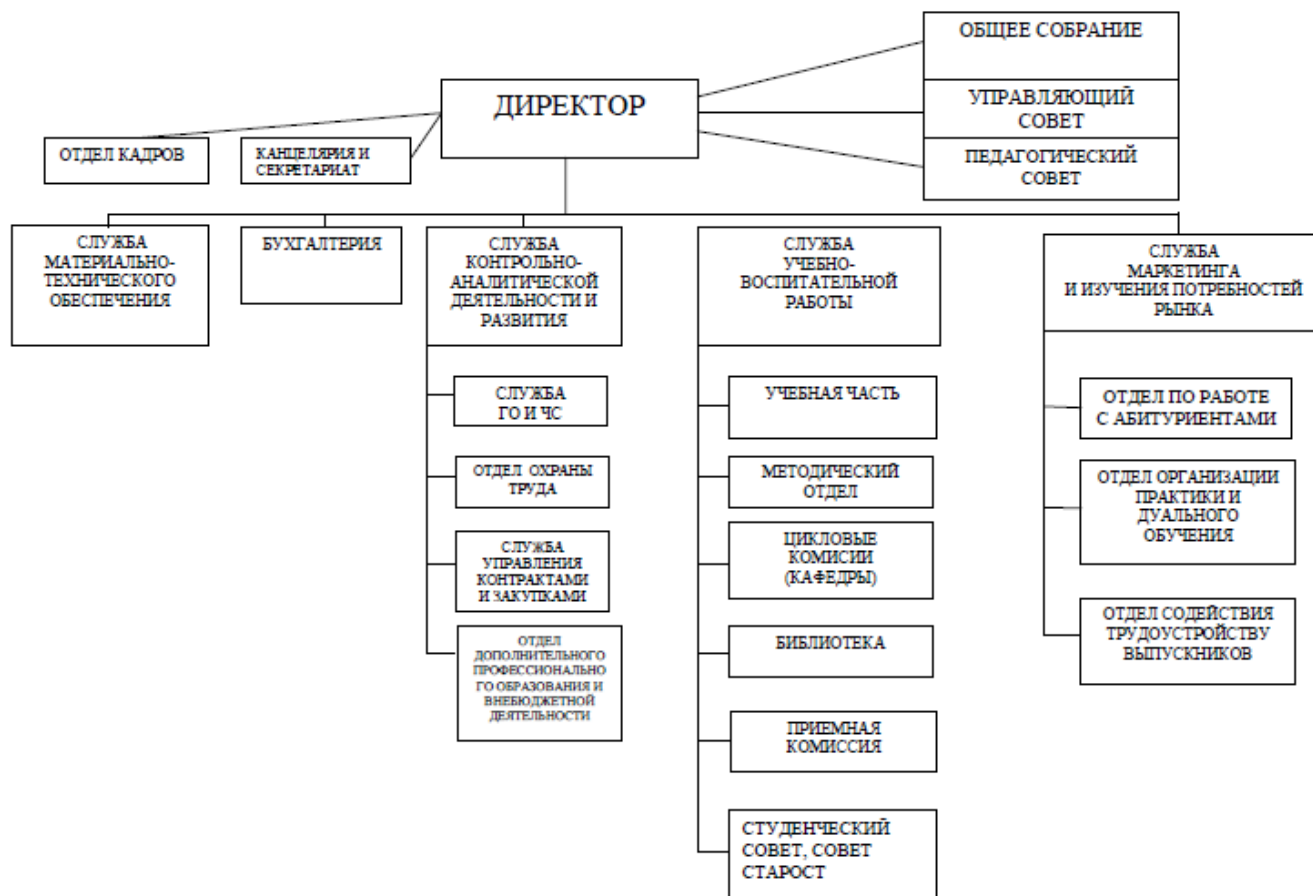 ОБЩЕЕ СОБРАНИЕ
ДИРЕКТОР
УПРАВЛЯЮЩИЙ
СОВЕТ
ПЕДАГОГИЧЕСКИЙ
СОВЕТ
ОТДЕЛ КАДРОВ
КАНЦЕЛЯРИЯ И
СЕКРЕТАРИАТ
СЛУЖБА
МАТЕРИАЛЬНО-
ТЕХНИЧЕСКОГО
ОБЕСПЕЧЕНИЯ
БУХГАЛТЕРИЯ
СЛУЖБА
КОНТРОЛЬНО-
АНАЛИТИЧЕСКОЙ
ДЕЯТЕЛЬНОСТИ И
РАЗВИТИЯ
СЛУЖБА
УЧЕБНО-
ВОСПИТАТЕЛЬНОЙ
РАБОТЫ
СЛУЖБА
МАРКЕТИНГА
И ИЗУЧЕНИЯ ПОТРЕБНОСТЕЙ
РЫНКА
СЛУЖБА
ГО И ЧС
ОТДЕЛ ОХРАНЫ
ТРУДА
СЛУЖБА
УПРАВЛЕНИЯ
КОНТРАКТАМИ
И ЗАКУПКАМИ
ОТДЕЛ
ДОПОЛНИТЕЛЬНОГО
ПРОФЕССИОНАЛЬНО
ГО ОБРАЗОВАНИЯ И
ВНЕБЮДЖЕТНОЙ
ДЕЯТЕЛЬНОСТИ
УЧЕБНАЯ ЧАСТЬ
МЕТОДИЧЕСКИЙ
ОТДЕЛ
ЦИКЛОВЫЕ
КОМИСИИ
(КАФЕДРЫ)
БИБЛИОТЕКА
ПРИЕМНАЯ
КОМИССИЯ
СТУДЕНЧЕСКИЙ
СОВЕТ, СОВЕТ
СТАРОСТ
ОТДЕЛ ПО РАБОТЕ
С АБИТУРИЕНТАМИ
ОТДЕЛ ОРГАНИЗАЦИИ
ПРАКТИКИ И
ДУАЛЬНОГО
ОБУЧЕНИЯ
ОТДЕЛ СОДЕЙСТВИЯ
ТРУДОУСТРОЙСТВУ
ВЫПУСКНИКОВ